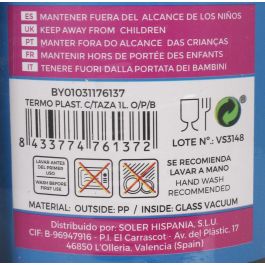 ES MANTENER FUERA DEL ALCANCE DE LOS NIÑOS
UK KEEP AWAY FROM CHILDREN
PT MANTER FORA DO ALCANCE DAS CRIANÇAS
FR MANTENIR HORS DE PORTÉE DES ENFANTS
IT TENERE FUORI DALLA PORTATA DEI BAMBINI
BY01031176137
TERMO PLAST. C/TAZA 1L. O/P/B
8 433774 761372
LOTE N°.: VS3148
LAVAR ANTES
DEL PRIMER
USO
WASH BEFORE
FIRST USE
SE RECOMIENDA
LAVAR A MANO
HAND WASH
RECOMMENDED
MATERIAL: OUTSIDE: PP / INSIDE: GLASS VACUUM
Distribuido por: SOLER HISPANIA, S.L.U.
CIF: B-96947916 - P.I. El Carrascot - Av. del Plàstic, 17
46850 L'Olleria, Valencia (Spain)